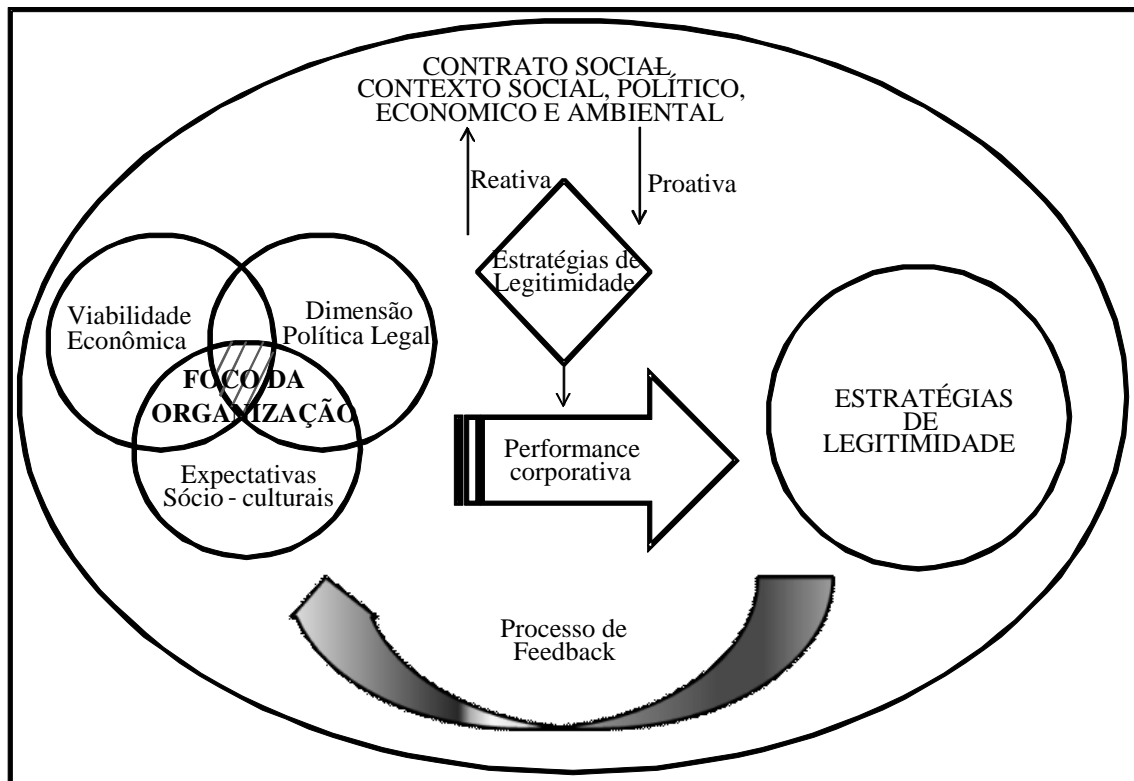 CONTRATO SOCIAL,
CONTEXTO SOCIAL, POLÍTICO,
ECONOMICO E AMBIENTAL
Reativa
Proativa
Estratégias de
Legitimidade
Viabilidade
Econômica
Dimensão
Política Legal
FOCO DA
ORGANIZAÇÃO
Expectativas
Sócio - culturais
Performance
corporativa
ESTRATÉGIAS
DE
LEGITIMIDADE
Processo de
Feedback